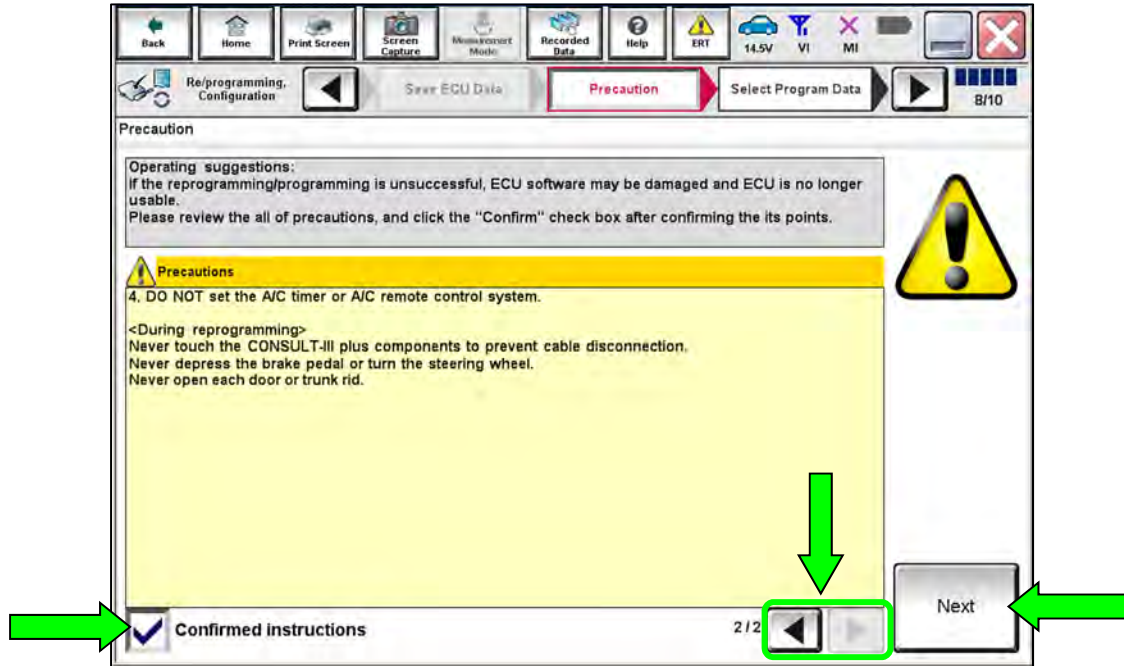 Back
Home
Print Screen
Screen
Capture
Measurement
Mode
Recorded
Data
Help
ERT
14.5V
VI
MI
Re/programming,
Configuration
Save ECU Data
Precaution
Select Program Data
8/10
Precaution
Operating suggestions:
If the reprogramming/programming is unsuccessful, ECU software may be damaged and ECU is no longer
usable.
Please review the all of precautions, and click the "Confirm" check box after confirming the its points.
Precautions
4. DO NOT set the A/C timer or A/C remote control system.
<During reprogramming>
Never touch the CONSULT-III plus components to prevent cable disconnection.
Never depress the brake pedal or turn the steering wheel.
Never open each door or trunk rid.
Confirmed instructions
2/2
Next